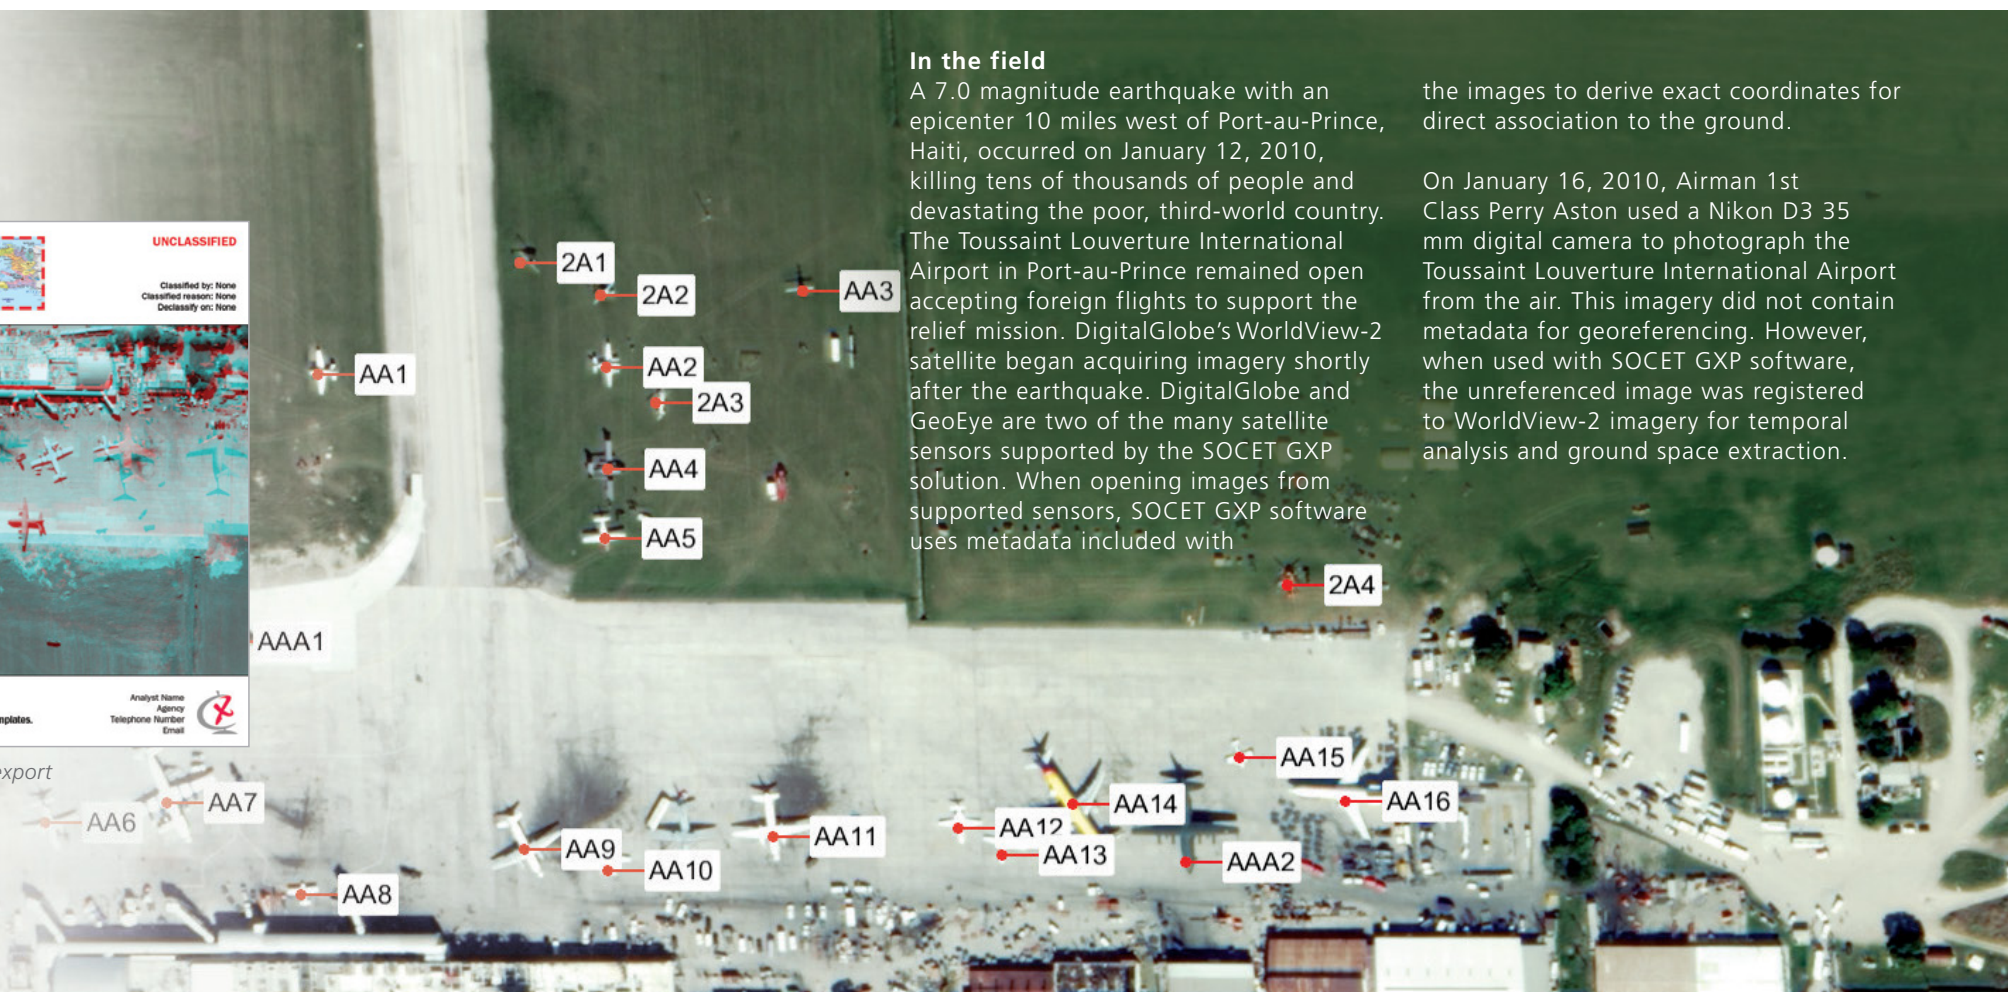 In the field
A 7.0 magnitude earthquake with an
epicenter 10 miles west of Port-au-Prince,
Haiti, occurred on January 12, 2010,
killing tens of thousands of people and
devastating the poor, third-world country.
The Toussaint Louverture International
Airport in Port-au-Prince remained open
accepting foreign flights to support the
relief mission. DigitalGlobe's WorldView-2
satellite began acquiring imagery shortly
after the earthquake. DigitalGlobe and
GeoEye are two of the many satellite
sensors supported by the SOCET GXP
solution. When opening images from
supported sensors, SOCET GXP software
uses metadata included with
the images to derive exact coordinates for
direct association to the ground.
On January 16, 2010, Airman 1st
Class Perry Aston used a Nikon D3 35
mm digital camera to photograph the
Toussaint Louverture International Airport
from the air. This imagery did not contain
metadata for georeferencing. However,
when used with SOCET GXP software,
the unreferenced image was registered
to WorldView-2 imagery for temporal
analysis and ground space extraction.
UNCLASSIFIED
Classified by: None
Classified reason: None
Declassify on: None
Analyst Name
Agency
Telephone Number
Email
mplates.
export
2A1
2A2
AA3
AA1
AA2
2A3
AA4
AA5
2A4
AAA1
AA15
AA16
AA14
AA7
AA6
AA12
AA11
AA13
AA9
AA10
AAA2
AA8